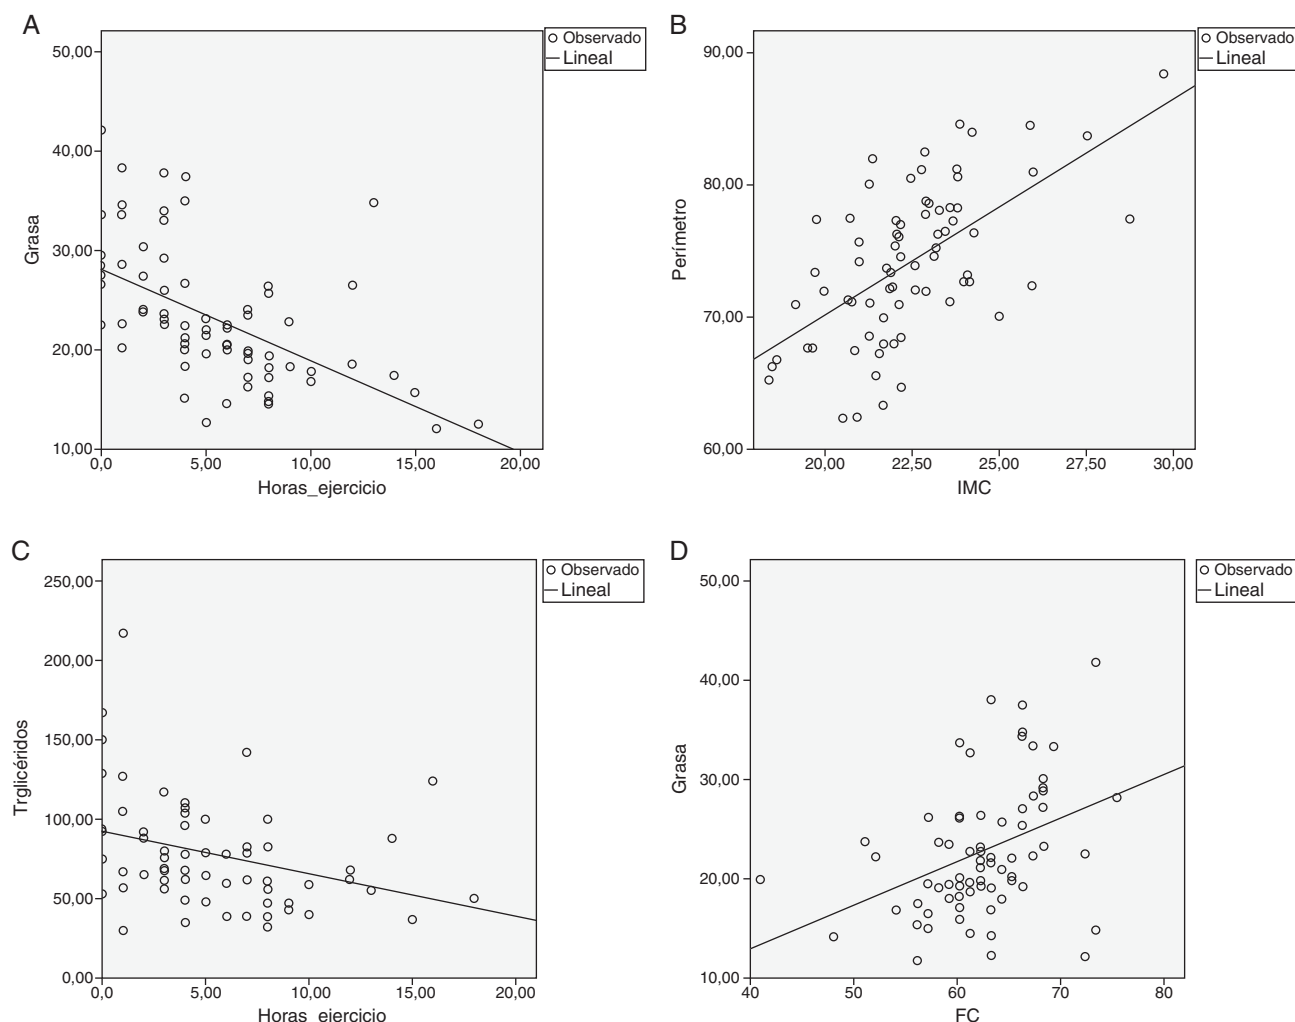 A
Observado
Lineal
50,00
40,00
30,00
20,00
10,00
Grasa
0,0 5,00 10,00 15,00 20,00
Horas_ejercicio
B
Observado
Lineal
90,00
80,00
70,00
60,00
Perímetro
20,00 22,50 25,00 27,50 30,00
IMC
C
Observado
Lineal
250,00
200,00
150,00
100,00
50,00
0,00
Trglicéridos
0,0 5,00 10,00 15,00 20,00
Horas_ejercicio
D
Observado
Lineal
50,00
40,00
30,00
20,00
10,00
Grasa
40 50 60 70 80
FC